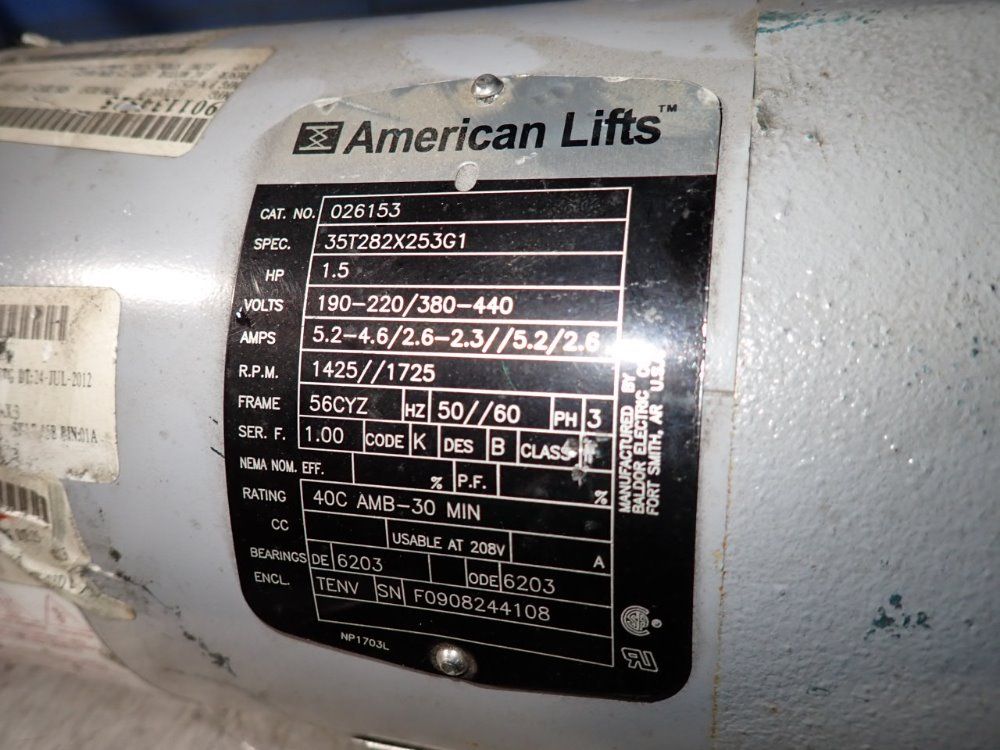 American Lifts™
CAT. NO. 026153
SPEC. 35T282X253G1
HP 1.5
VOLTS 190-220/380-440
AMPS 5.2-4.6/2.6-2.3//5.2/2.6
R.P.M. 1425//1725
FRAME 56CYZ HZ 50//60 PH 3
SER. F. 1.00 CODE K DES B CLASS
NEMA NOM. EFF. % P.F. %
RATING 40C AMB-30 MIN
CC USABLE AT 208V A
BEARINGS DE 6203 ODE 6203
ENCL. TENV SN F0908244108
NP1703L
MANUFACTURED BY
BALDOR ELECTRIC
FORT SMITH, AR U.S.A.
DT:24-JUL-2012
BIN:01A